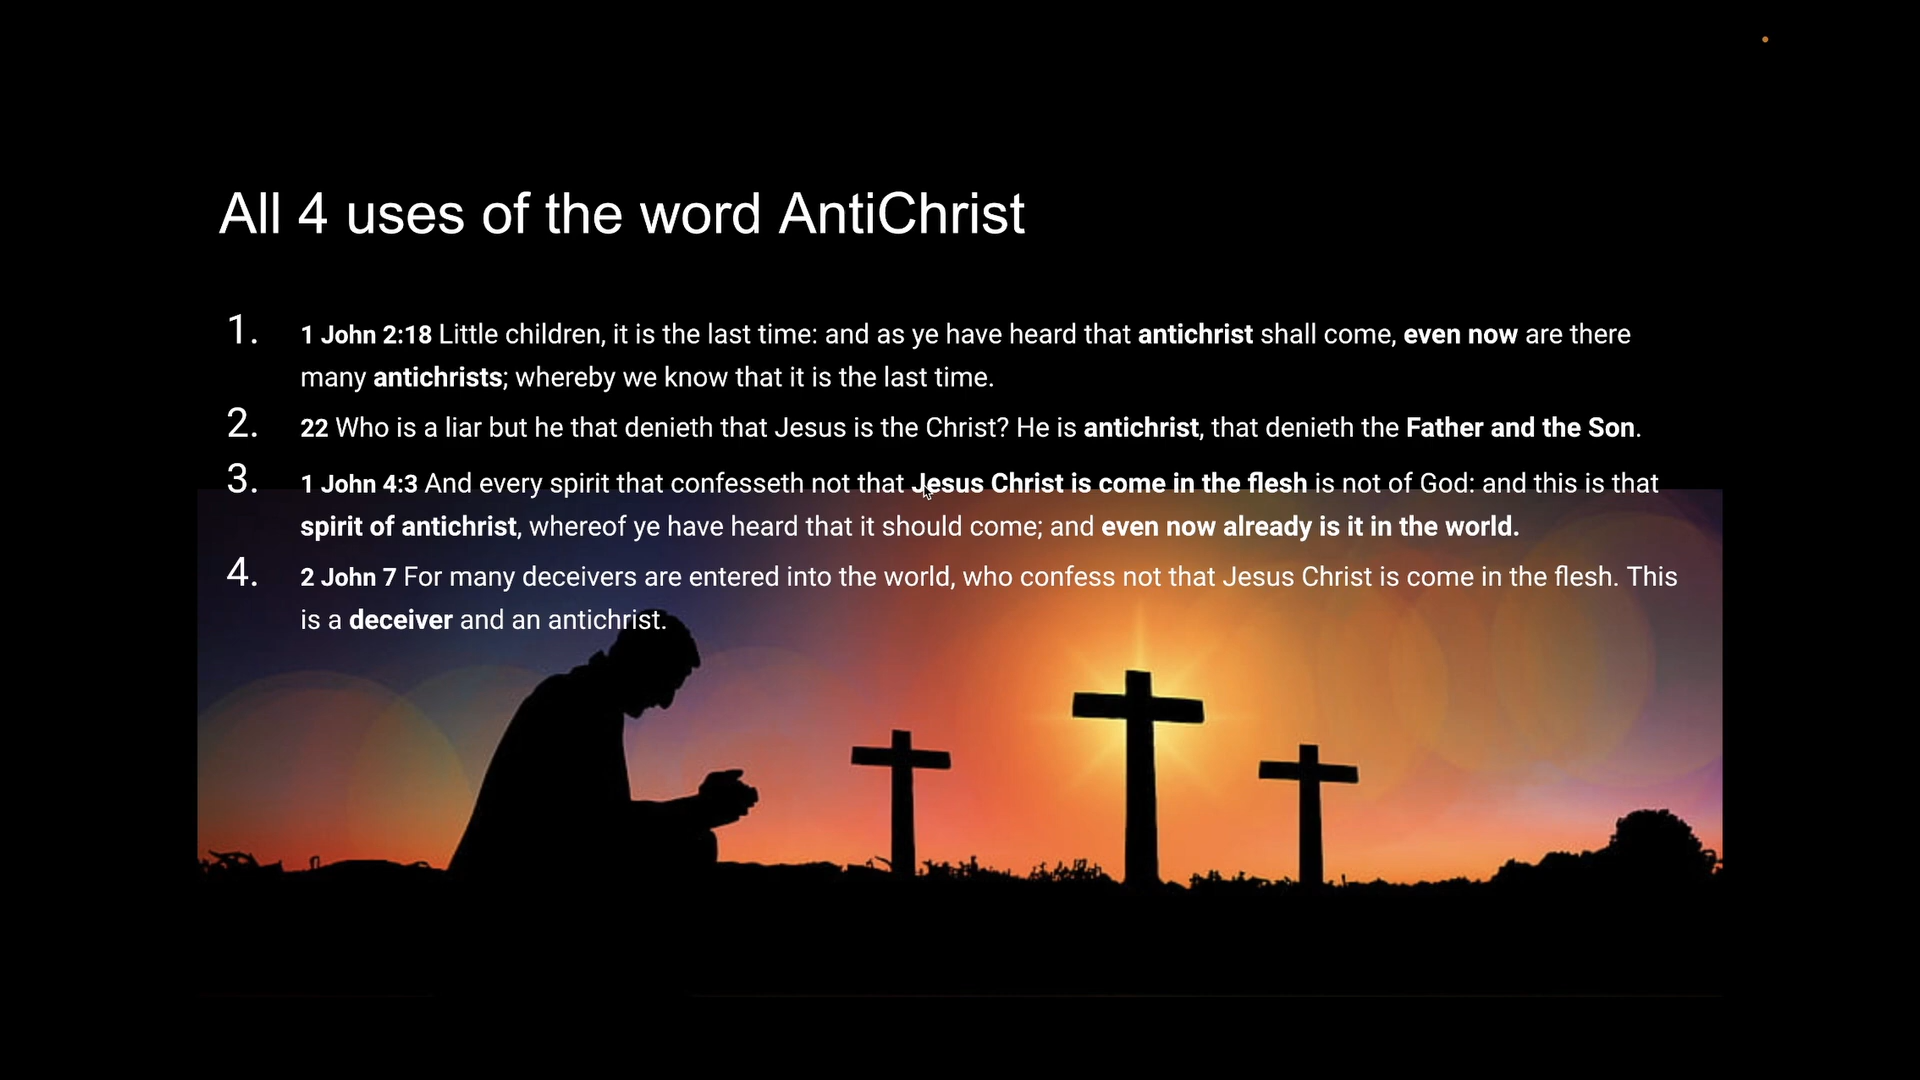 All 4 uses of the word AntiChrist
1. 1 John 2:18 Little children, it is the last time: and as ye have heard that antichrist shall come, even now are there
many antichrists; whereby we know that it is the last time.
2. 22 Who is a liar but he that denieth that Jesus is the Christ? He is antichrist, that denieth the Father and the Son.
3. 1 John 4:3 And every spirit that confesseth not that Jesus Christ is come in the flesh is not of God: and this is that
spirit of antichrist, whereof ye have heard that it should come; and even now already is it in the world.
4. 2 John 7 For many deceivers are entered into the world, who confess not that Jesus Christ is come in the flesh. This
is a deceiver and an antichrist.